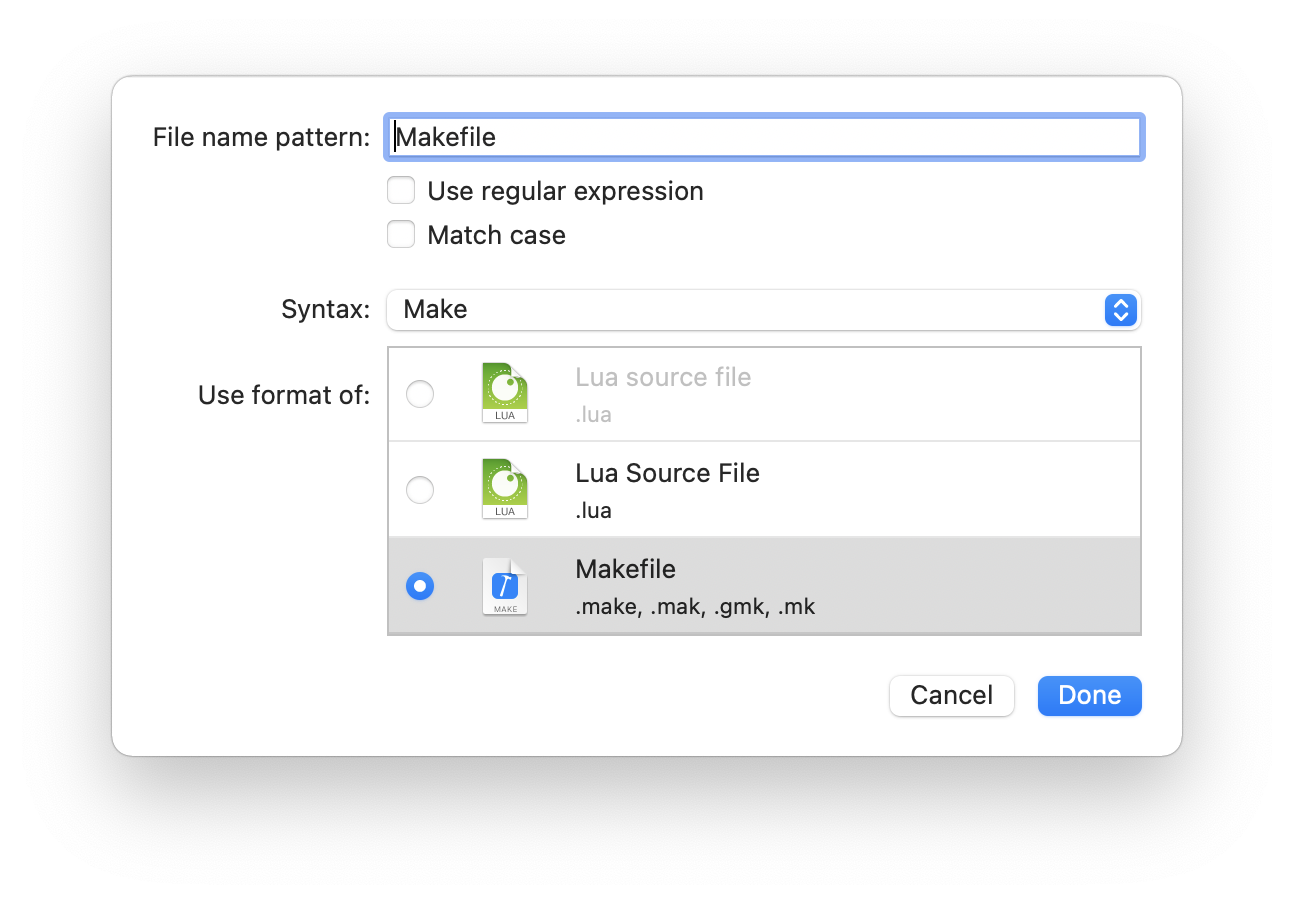 File name pattern: Makefile
Use regular expression
Match case
Syntax: Make
Use format of:
Lua source file
.lua
LUA
Lua Source File
.lua
LUA
Makefile
.make, .mak, .gmk, .mk
MAKE
Cancel Done